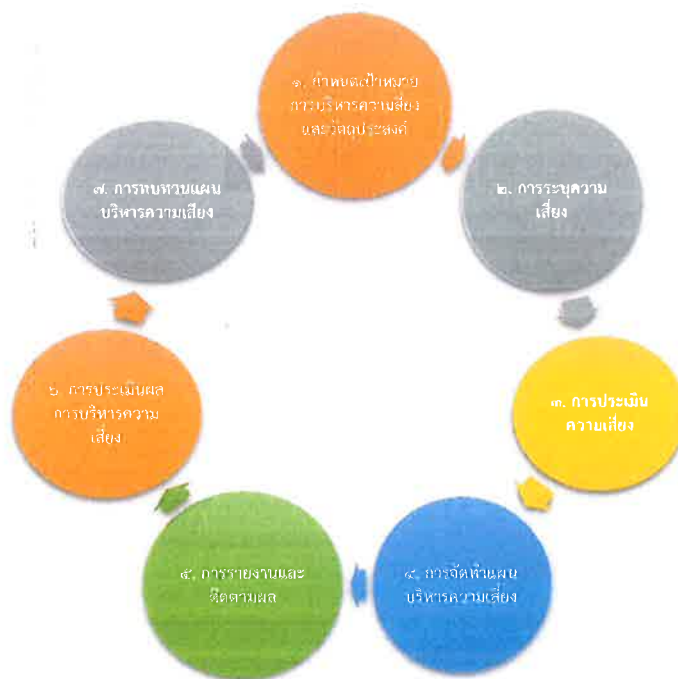 ๑. กำหนดเป้าหมาย
การบริหารความเสี่ยง
และวัตถุประสงค์
๒. การระบุความ
เสี่ยง
๓. การประเมิน
ความเสี่ยง
๔. การจัดทำแผน
บริหารความเสี่ยง
๕. การรายงานและ
ติดตามผล
๖. การประเมินผล
การบริหารความ
เสี่ยง
๗. การทบทวนแผน
บริหารความเสี่ยง